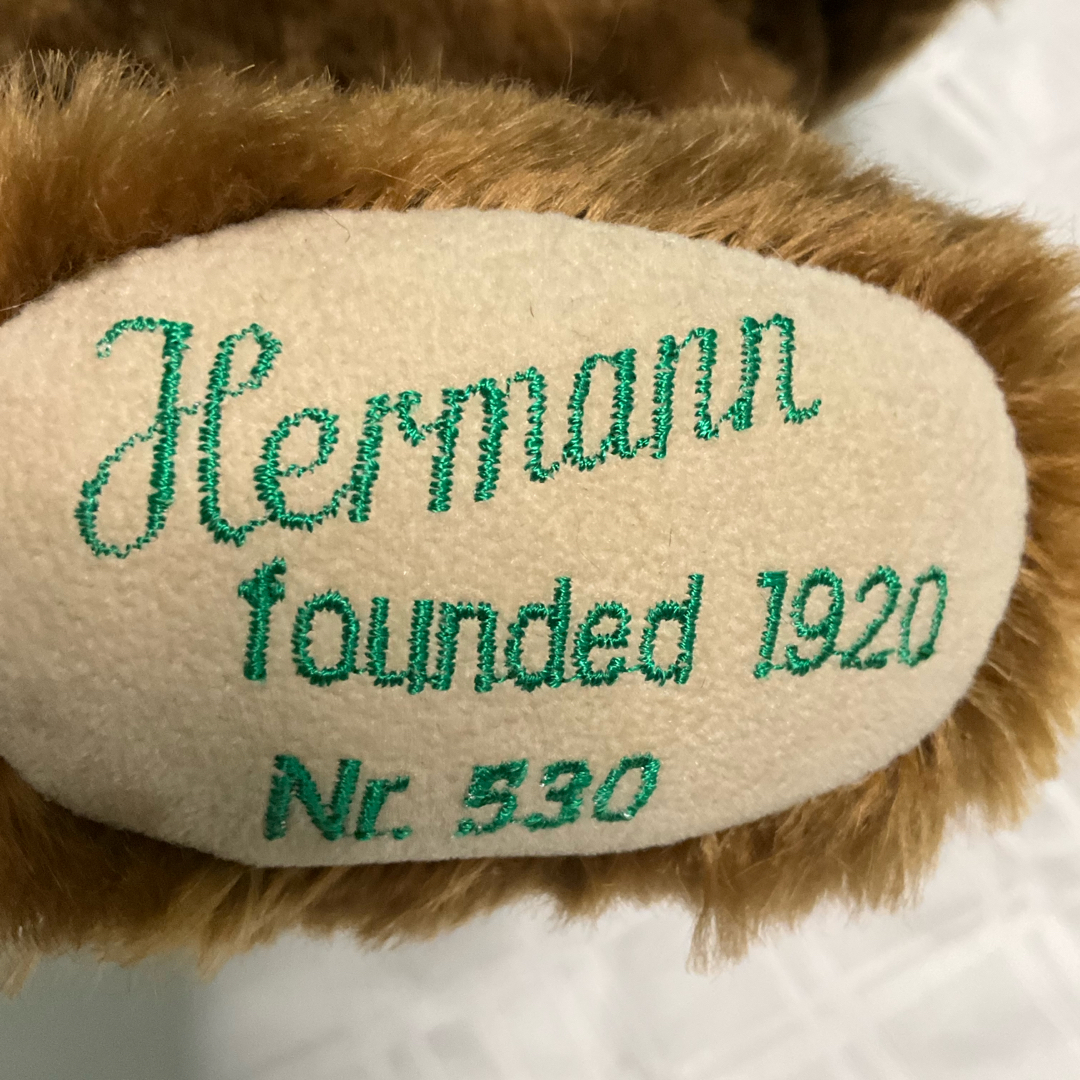 Hermann
founded 1920
Nr. 530